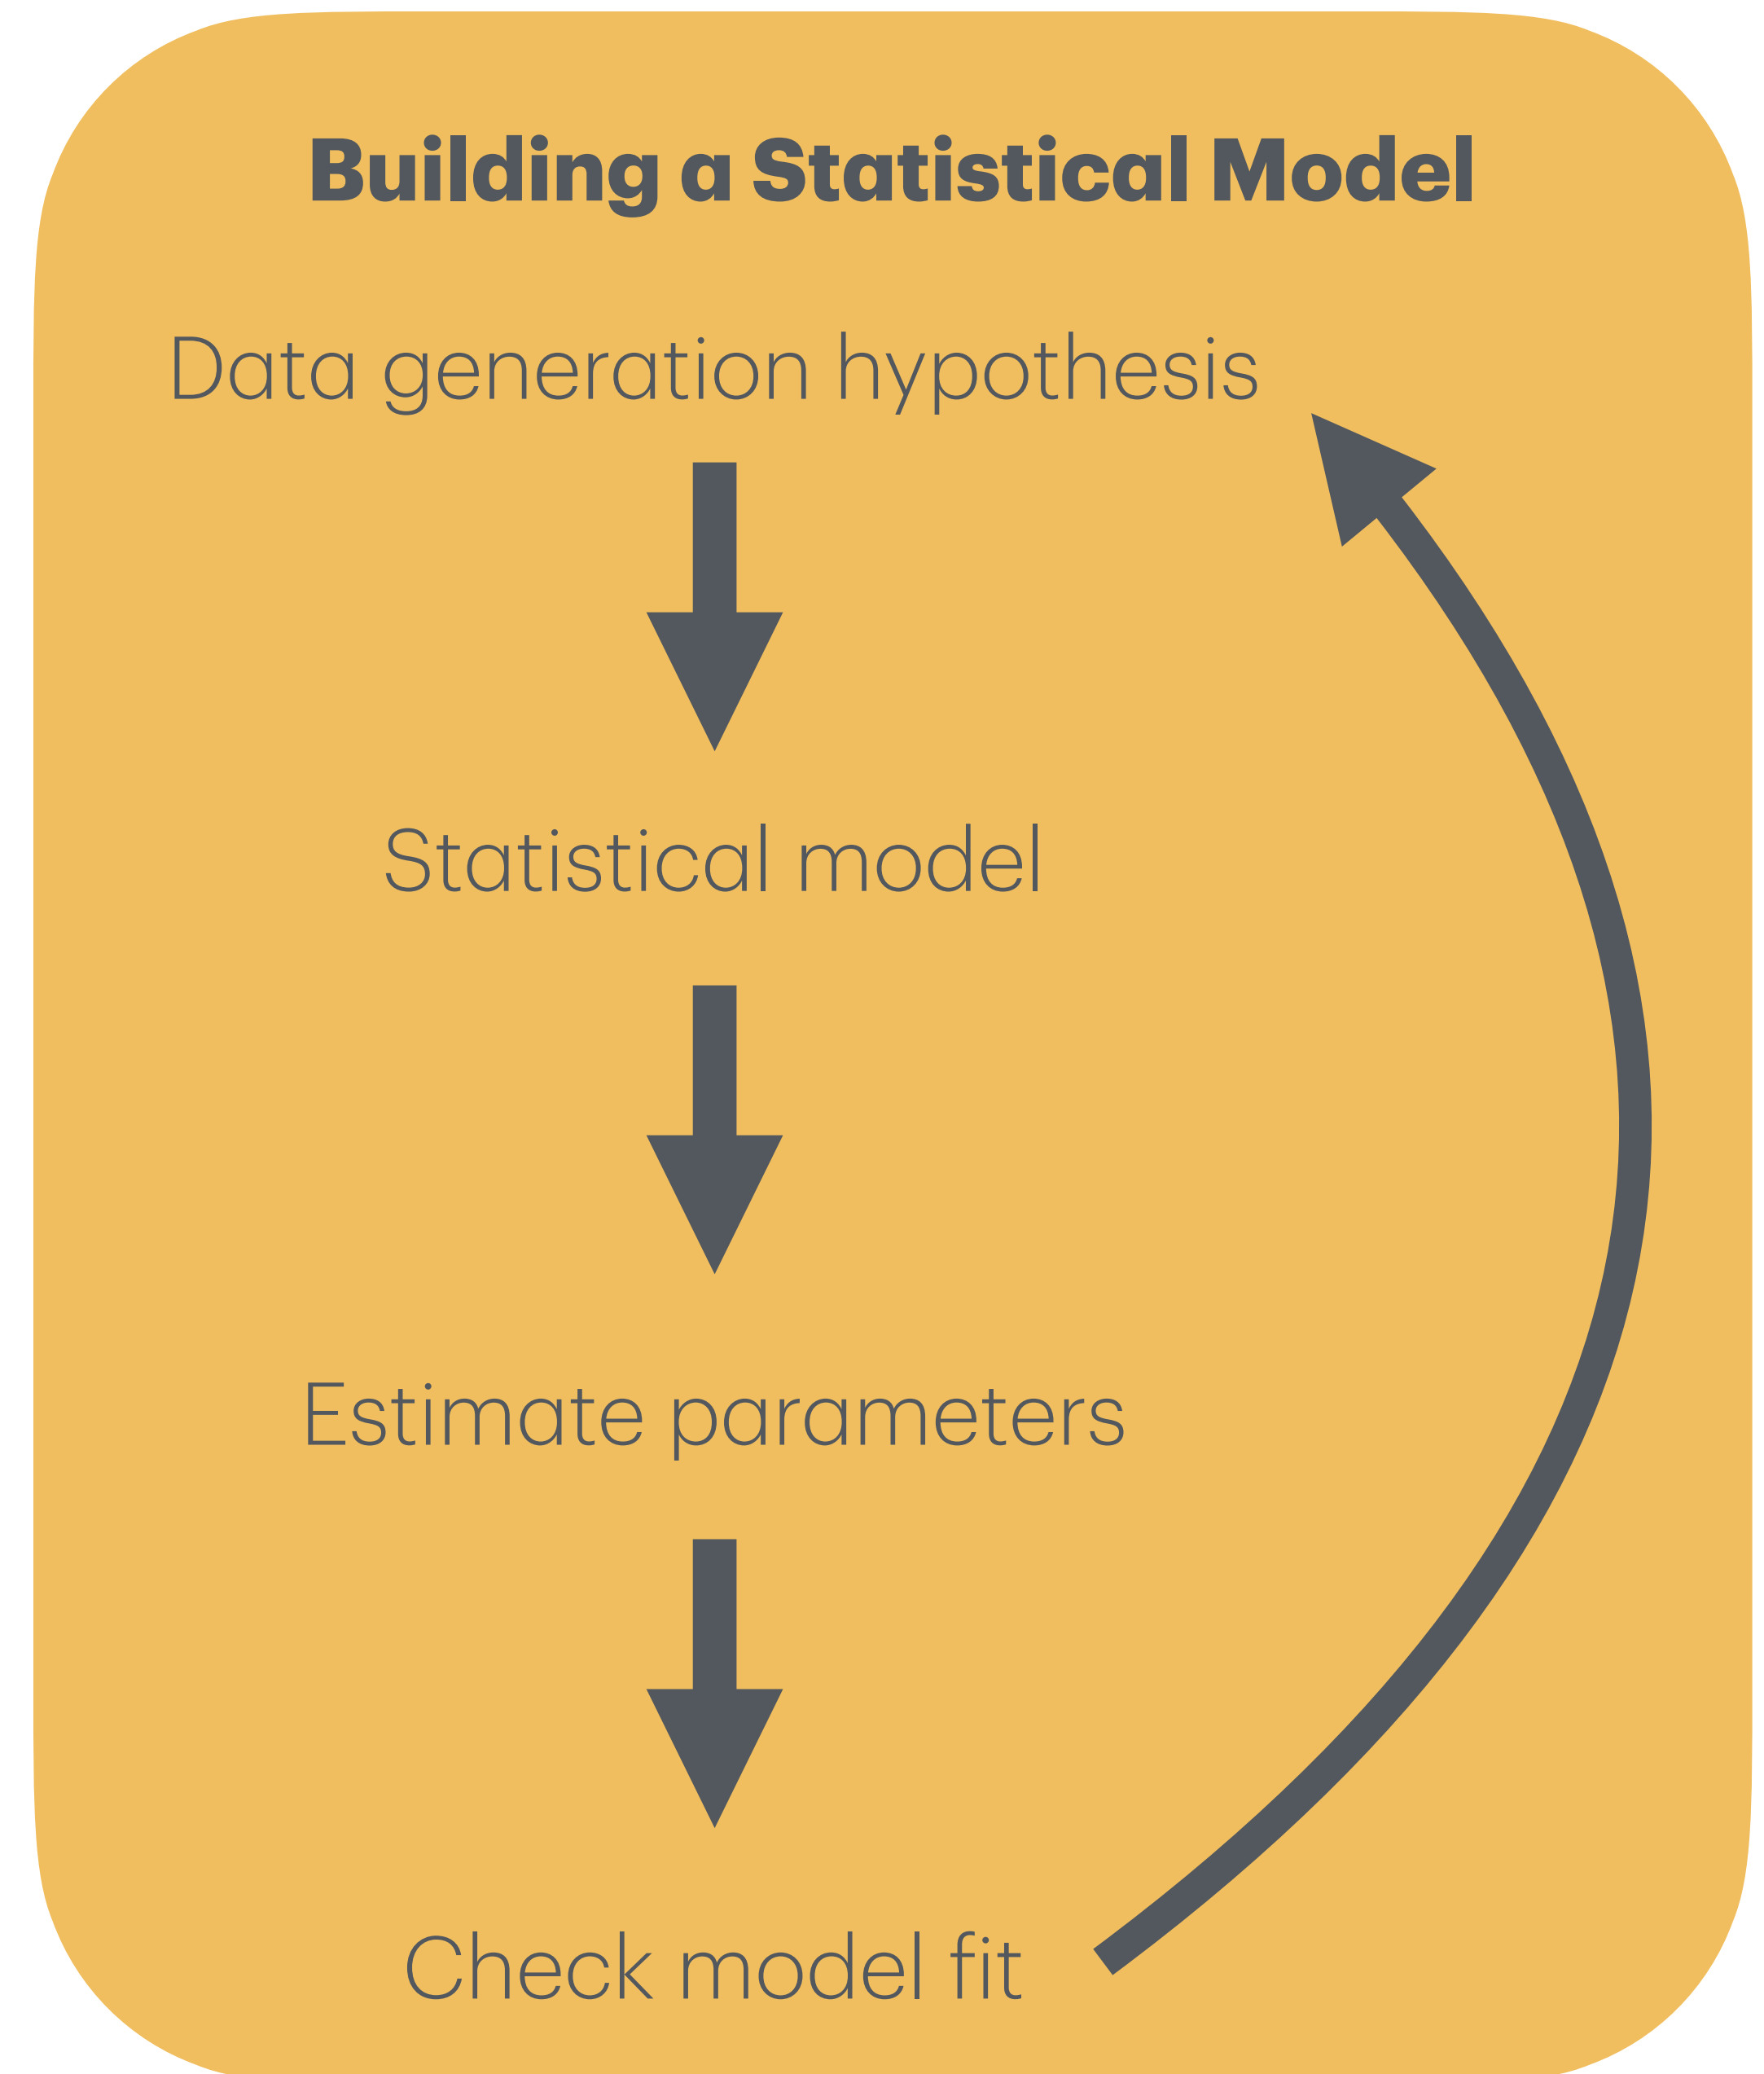 Building a Statistical Model
Data generation hypothesis
Statistical model
Estimate parameters
Check model fit